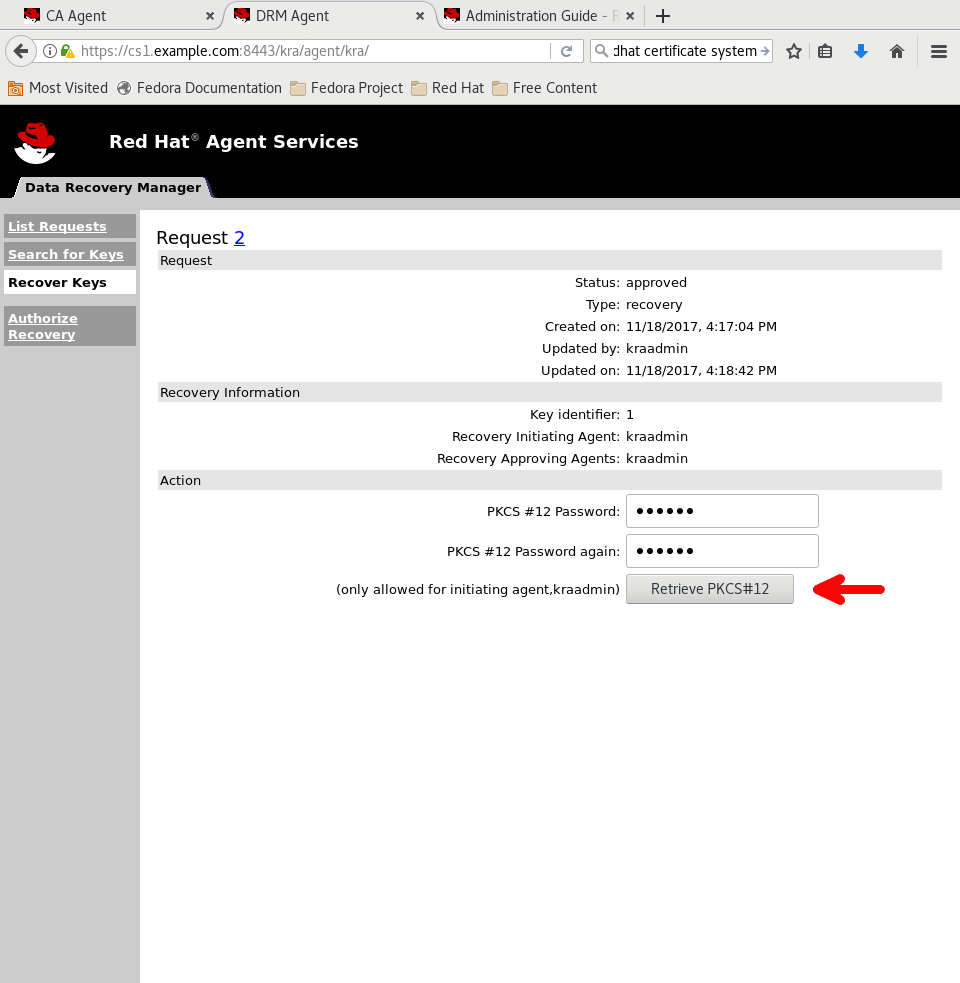 CA Agent
DRM Agent
Administration Guide - R
https://cs1.example.com:8443/kra/agent/kra/
dhat certificate system
Most Visited
Fedora Documentation
Fedora Project
Red Hat
Free Content
Red Hat® Agent Services
Data Recovery Manager
List Requests
Search for Keys
Recover Keys
Authorize
Recovery
Request 2
Request
Status: approved
Type: recovery
Created on: 11/18/2017, 4:17:04 PM
Updated by: kraadmin
Updated on: 11/18/2017, 4:18:42 PM
Recovery Information
Key identifier: 1
Recovery Initiating Agent: kraadmin
Recovery Approving Agents: kraadmin
Action
PKCS #12 Password: ••••••
PKCS #12 Password again: ••••••
(only allowed for initiating agent,kraadmin) Retrieve PKCS#12